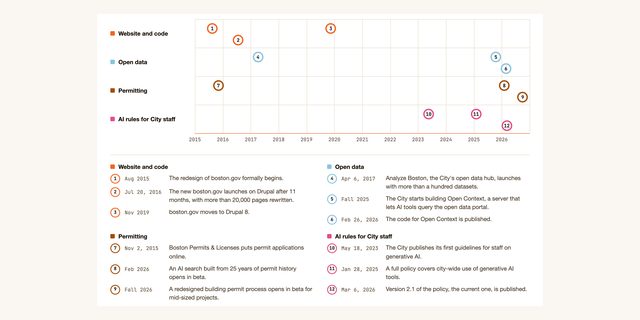 Website and code
1
3
2
Open data
4
5
6
Permitting
7
8
9
AI rules for City staff
10
11
12
2015 2016 2017 2018 2019 2020 2021 2022 2023 2024 2025 2026
Website and code
1 Aug 2015 The redesign of boston.gov formally begins.
2 Jul 20, 2016 The new boston.gov launches on Drupal after 11
months, with more than 20,000 pages rewritten.
3 Nov 2019 boston.gov moves to Drupal 8.
Open data
4 Apr 6, 2017 Analyze Boston, the City's open data hub, launches
with more than a hundred datasets.
5 Fall 2025 The City starts building Open Context, a server that
lets AI tools query the open data portal.
6 Feb 26, 2026 The code for Open Context is published.
Permitting
7 Nov 2, 2015 Boston Permits & Licenses puts permit applications
online.
8 Feb 2026 An AI search built from 25 years of permit history
opens in beta.
9 Fall 2026 A redesigned building permit process opens in beta for
mid-sized projects.
AI rules for City staff
10 May 18, 2023 The City publishes its first guidelines for staff on
generative AI.
11 Jan 28, 2025 A full policy covers city-wide use of generative AI
tools.
12 Mar 6, 2026 Version 2.1 of the policy, the current one, is published.